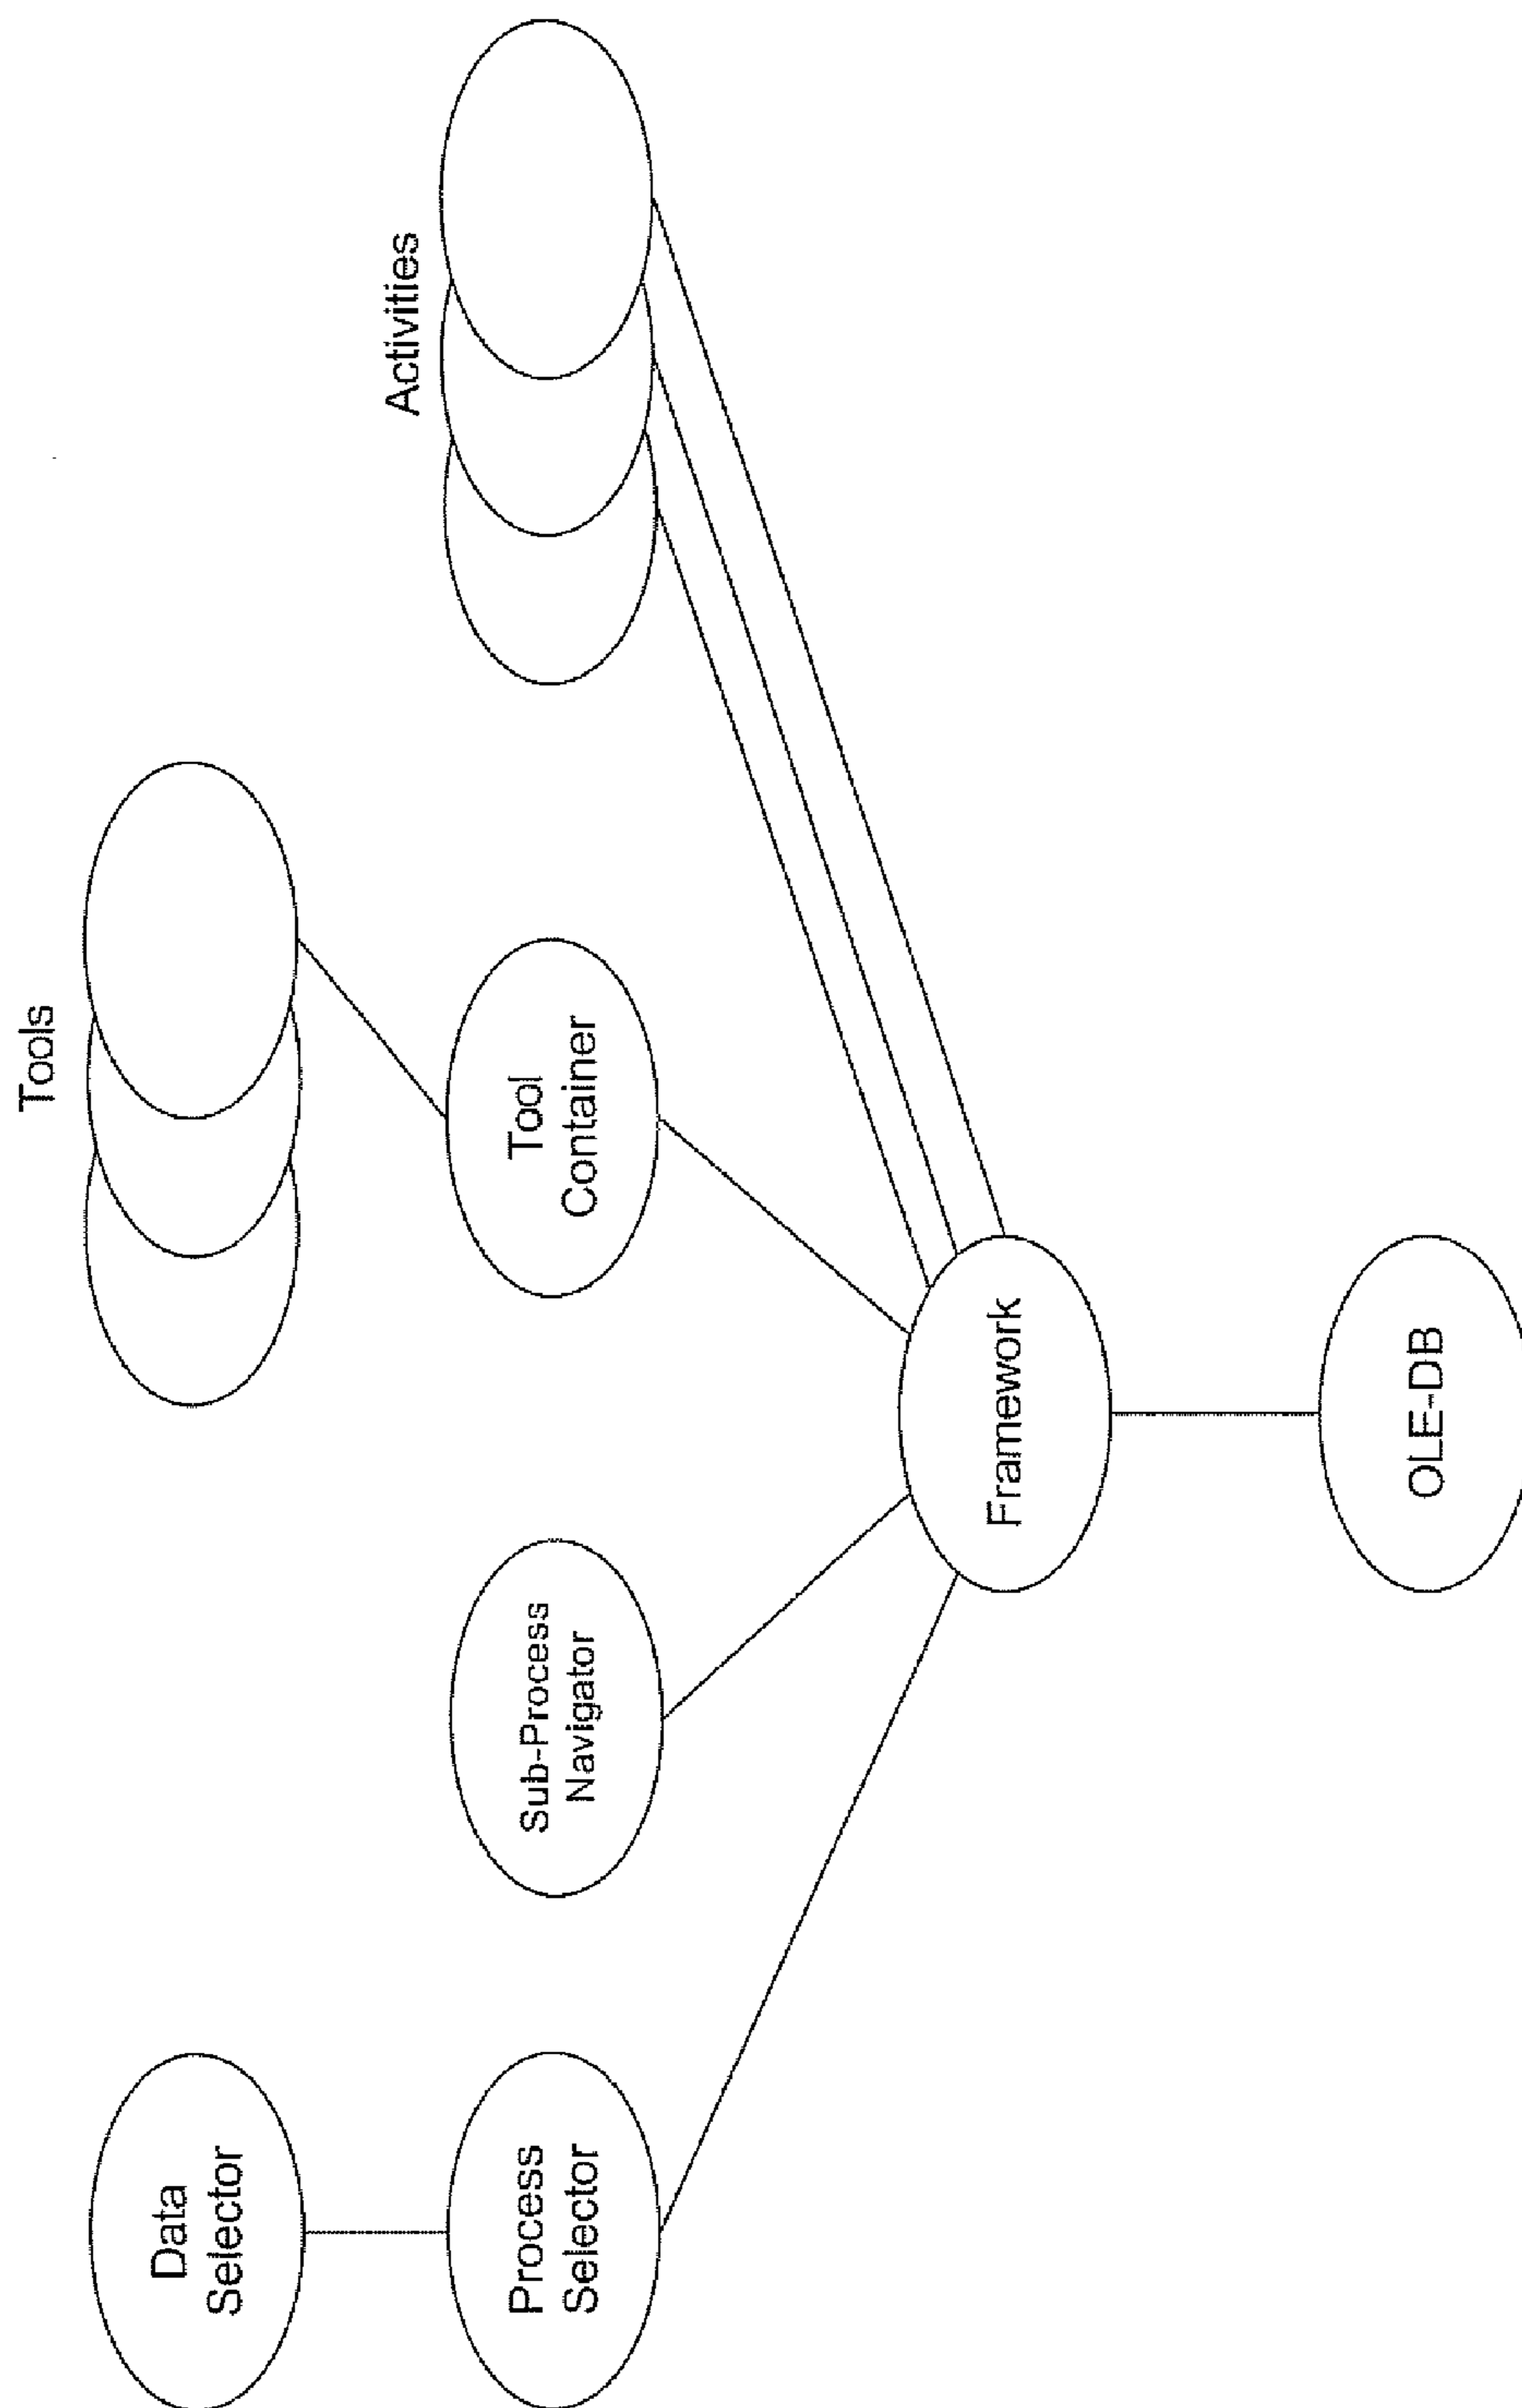 Tools
Activities
Data
Selector
Process
Selector
Sub-Process
Navigator
Tool
Container
Framework
OLE-DB